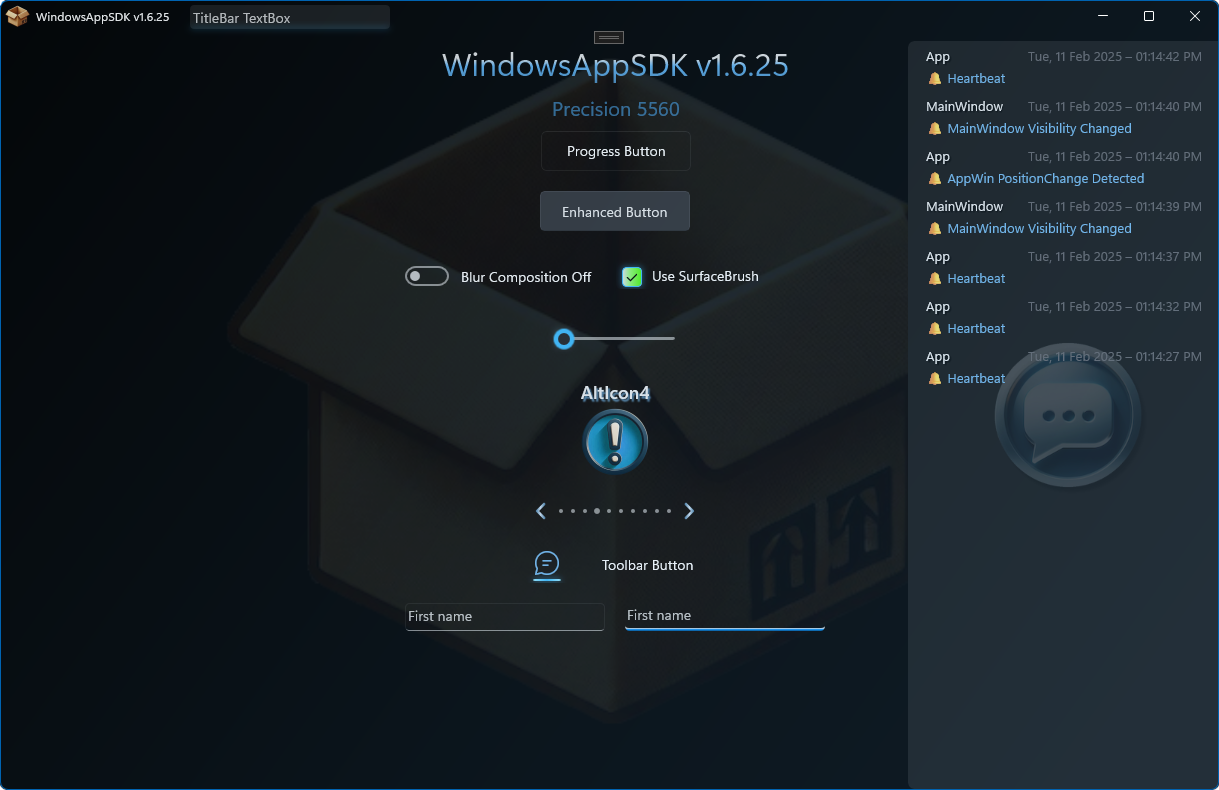 WindowsAppSDK v1.6.25
TitleBar TextBox
WindowsAppSDK v1.6.25
Precision 5560
Progress Button
Enhanced Button
Blur Composition Off
Use SurfaceBrush
AltIcon4
Toolbar Button
First name
First name
App Tue, 11 Feb 2025 – 01:14:42 PM
Heartbeat
MainWindow Tue, 11 Feb 2025 – 01:14:40 PM
MainWindow Visibility Changed
App Tue, 11 Feb 2025 – 01:14:40 PM
AppWin PositionChange Detected
MainWindow Tue, 11 Feb 2025 – 01:14:39 PM
MainWindow Visibility Changed
App Tue, 11 Feb 2025 – 01:14:37 PM
Heartbeat
App Tue, 11 Feb 2025 – 01:14:32 PM
Heartbeat
App Tue, 11 Feb 2025 – 01:14:27 PM
Heartbeat